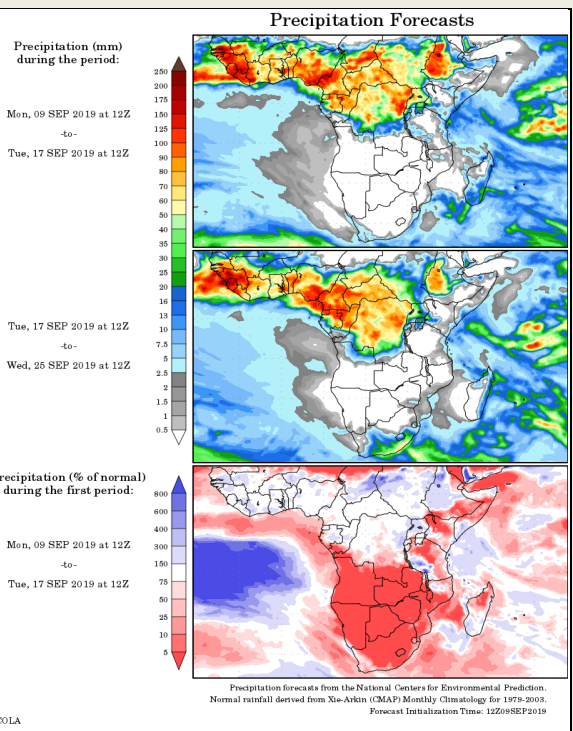 Precipitation Forecasts
Precipitation (mm)
during the period:
Mon, 09 SEP 2019 at 12Z
-to-
Tue, 17 SEP 2019 at 12Z
250
200
175
150
125
100
90
80
70
60
50
40
35
30
25
20
16
13
10
7.5
5
2.5
2
1.5
1
0.5
Tue, 17 SEP 2019 at 12Z
-to-
Wed, 25 SEP 2019 at 12Z
recipitation (% of normal)
during the first period:
Mon, 09 SEP 2019 at 12Z
-to-
Tue, 17 SEP 2019 at 12Z
800
600
400
300
150
75
50
25
10
5
Precipitation forecasts from the National Centers for Environmental Prediction.
Normal rainfall derived from Xie-Arkin (CMAP) Monthly Climatology for 1979-2003.
Forecast Initialization Time: 12Z09SEP2019
COLA